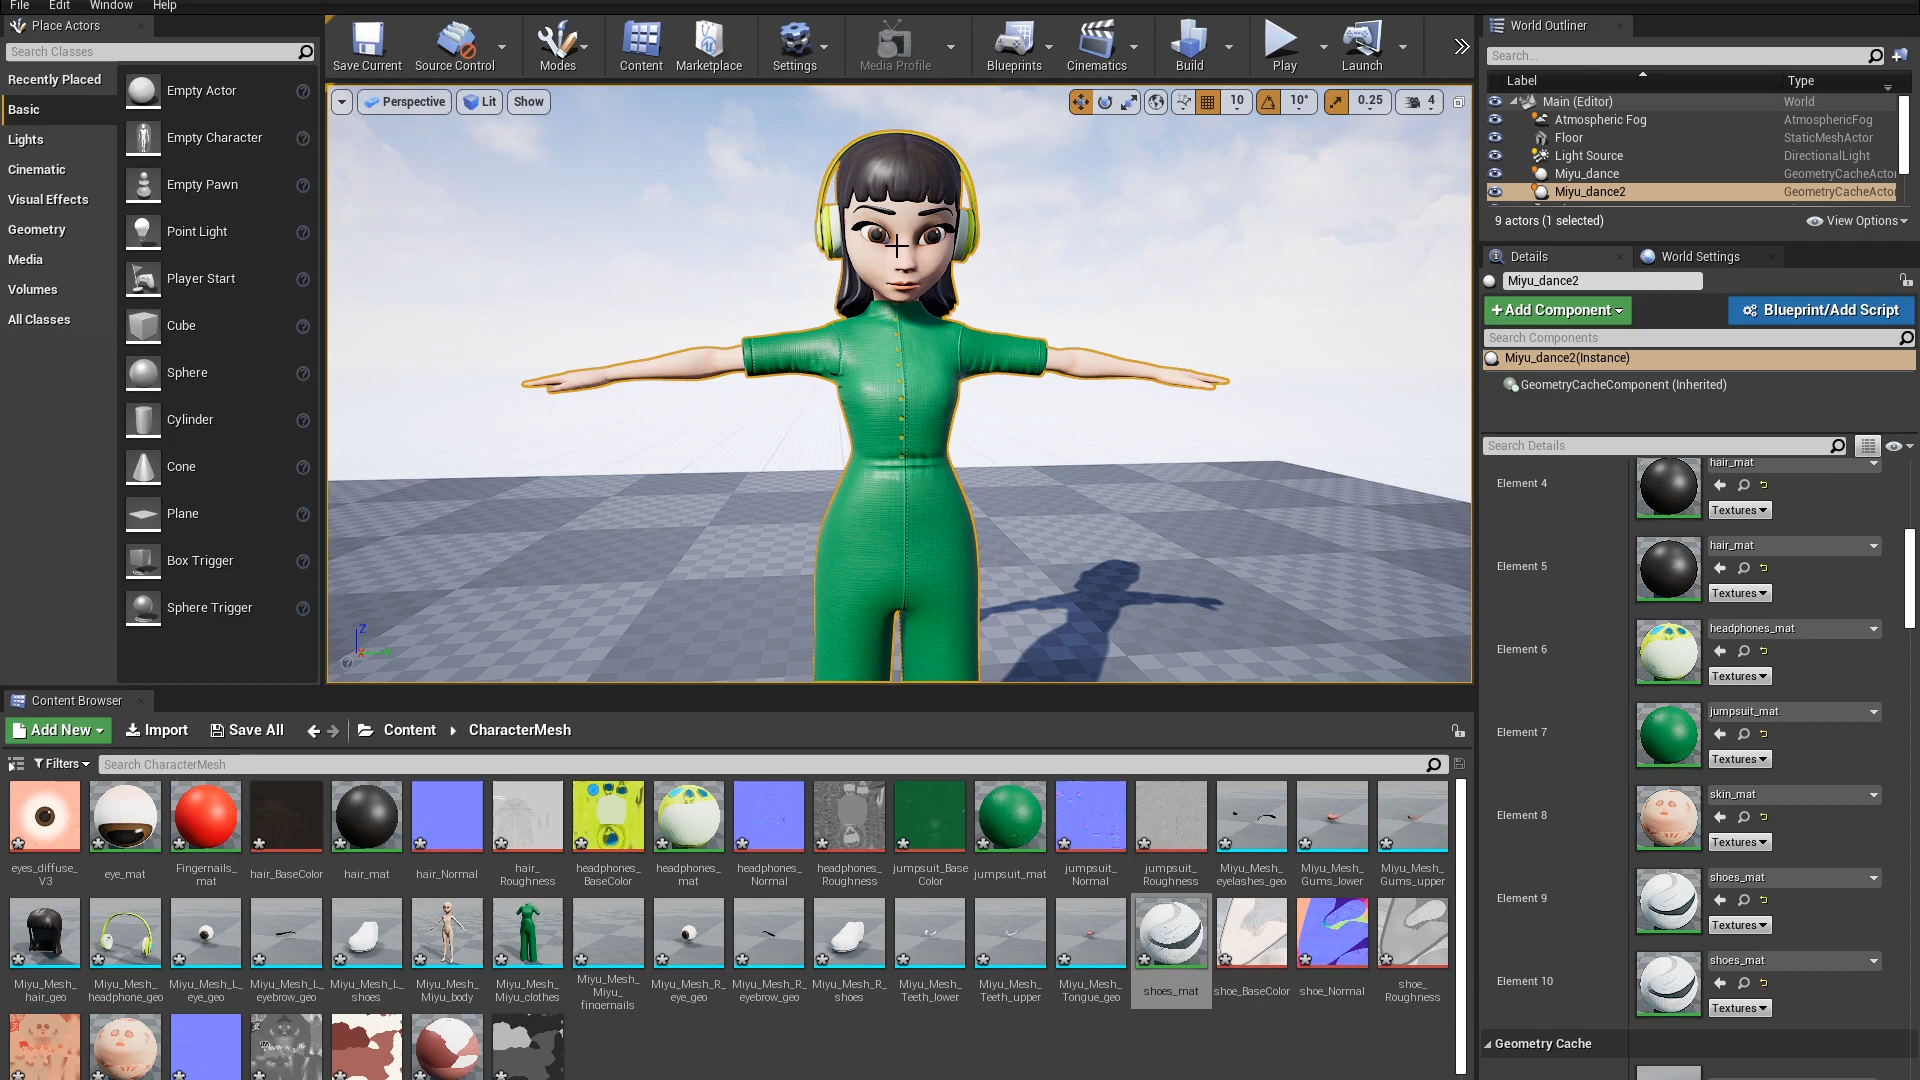 File Edit Window Help
Place Actors
Search Classes
Recently Placed
Basic
Lights
Cinematic
Visual Effects
Geometry
Media
Volumes
All Classes
Empty Actor
Empty Character
Empty Pawn
Point Light
Player Start
Cube
Sphere
Cylinder
Cone
Plane
Box Trigger
Sphere Trigger
Save Current
Source Control
Modes
Content
Marketplace
Settings
Media Profile
Blueprints
Cinematics
Build
Play
Launch
Perspective
Lit
Show
10
10°
0.25
4
Z
Y
X
World Outliner
Search...
Label Type
Main (Editor) World
Atmospheric Fog AtmosphericFog
Floor StaticMeshActor
Light Source DirectionalLight
Miyu_dance GeometryCacheActor
Miyu_dance2 GeometryCacheActor
9 actors (1 selected)
View Options
Details
World Settings
Miyu_dance2
+Add Component
Blueprint/Add Script
Search Components
Miyu_dance2(Instance)
GeometryCacheComponent (Inherited)
Search Details
Element 4
hair_mat
Textures
Element 5
hair_mat
Textures
Element 6
headphones_mat
Textures
Element 7
jumpsuit_mat
Textures
Element 8
skin_mat
Textures
Element 9
shoes_mat
Textures
Element 10
shoes_mat
Textures
Geometry Cache
Content Browser
Add New
Import
Save All
Content
CharacterMesh
Filters
Search CharacterMesh
eyes_diffuse_
V3
eye_mat
Fingernails_
mat
hair_BaseColor
hair_mat
hair_Normal
hair_
Roughness
headphones_
BaseColor
headphones_
mat
headphones_
Normal
headphones_
Roughness
jumpsuit_Base
Color
jumpsuit_mat
jumpsuit_
Normal
jumpsuit_
Roughness
Miyu_Mesh_
eyelashes_geo
Miyu_Mesh_
Gums_lower
Miyu_Mesh_
Gums_upper
Miyu_Mesh_
hair_geo
Miyu_Mesh_
headphone_geo
Miyu_Mesh_L_
eye_geo
Miyu_Mesh_L_
eyebrow_geo
Miyu_Mesh_L_
shoes
Miyu_Mesh_
Miyu_body
Miyu_Mesh_
Miyu_clothes
Miyu_Mesh_
Miyu_
fingernails
Miyu_Mesh_R_
eye_geo
Miyu_Mesh_R_
eyebrow_geo
Miyu_Mesh_R_
shoes
Miyu_Mesh_
Teeth_lower
Miyu_Mesh_
Teeth_upper
Miyu_Mesh_
Tongue_geo
shoes_mat
shoe_BaseColor
shoe_Normal
shoe_
Roughness